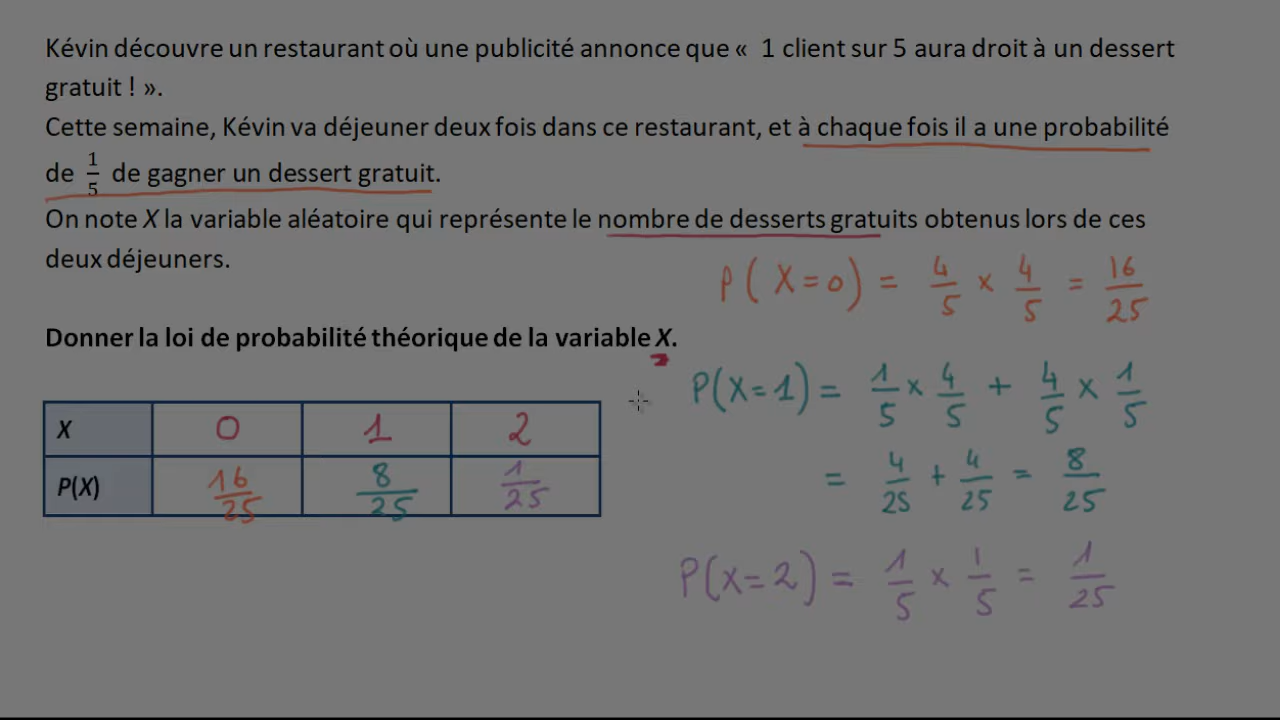 Kévin découvre un restaurant où une publicité annonce que «  1 client sur 5 aura droit à un dessert
gratuit ! ».
Cette semaine, Kévin va déjeuner deux fois dans ce restaurant, et à chaque fois il a une probabilité
de 1/5 de gagner un dessert gratuit.
On note X la variable aléatoire qui représente le nombre de desserts gratuits obtenus lors de ces
deux déjeuners.
P(X=0) = 4/5 × 4/5 = 16/25
Donner la loi de probabilité théorique de la variable X.
P(X=1) = 1/5 × 4/5 + 4/5 × 1/5
= 4/25 + 4/25 = 8/25
X 0 1 2
P(X) 16/25 8/25 1/25
P(X=2) = 1/5 × 1/5 = 1/25